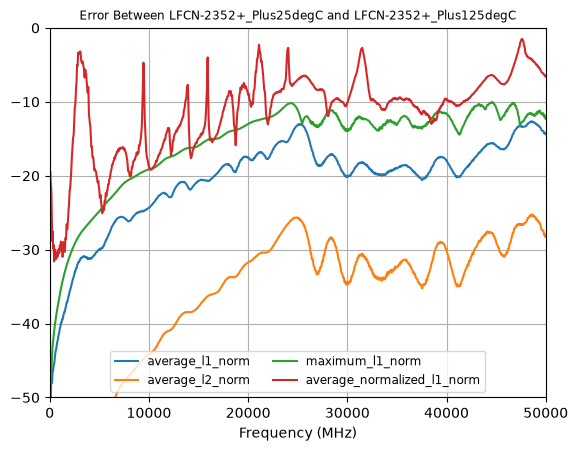 Error Between LFCN-2352+_Plus25degC and LFCN-2352+_Plus125degC
0
−10
−20
−30
−40
−50
average_l1_norm
average_l2_norm
maximum_l1_norm
average_normalized_l1_norm
0
10000
20000
30000
40000
50000
Frequency (MHz)